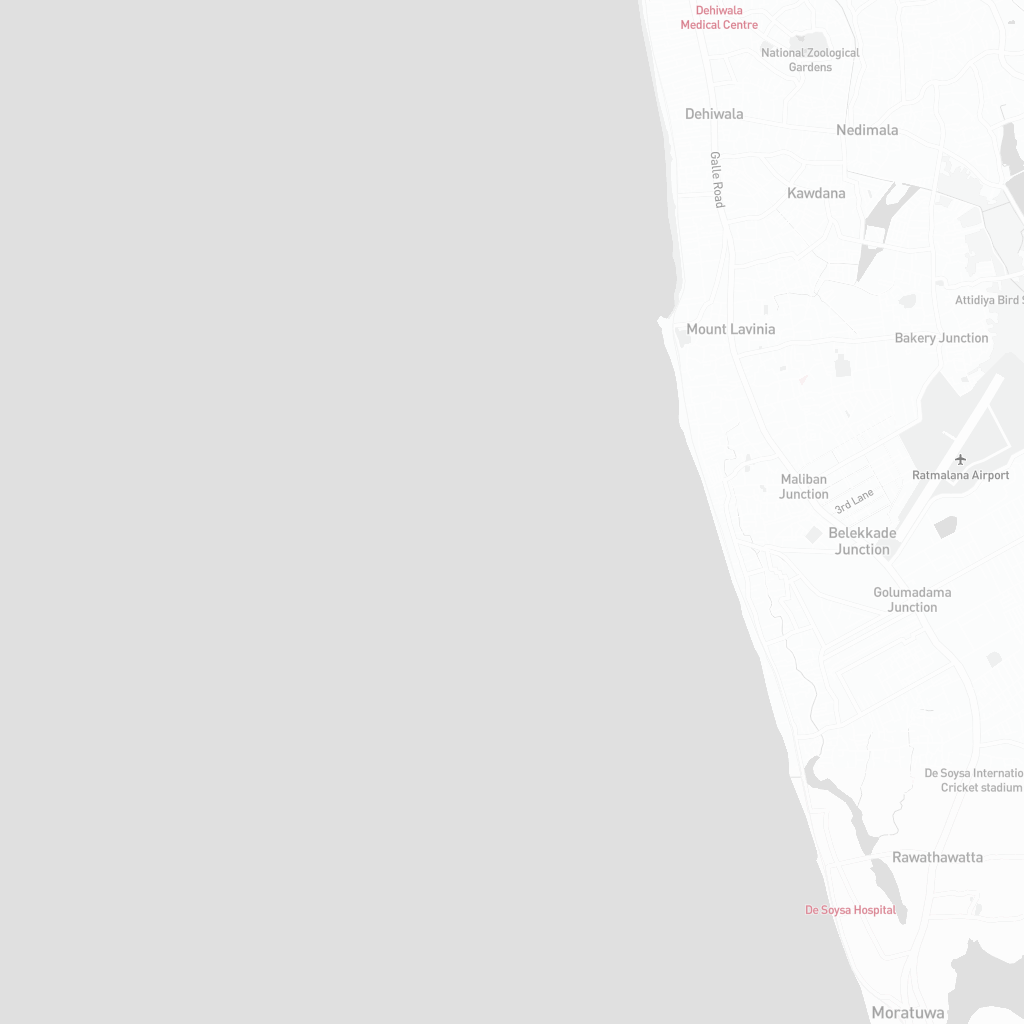 Dehiwala
Medical Centre
National Zoological
Gardens
Dehiwala
Nedimala
Galle Road
Kawdana
Attidiya Bird S
Mount Lavinia
Bakery Junction
Ratmalana Airport
Maliban
Junction
3rd Lane
Belekkade
Junction
Golumadama
Junction
De Soysa Internatio
Cricket stadium
Rawathawatta
De Soysa Hospital
Moratuwa